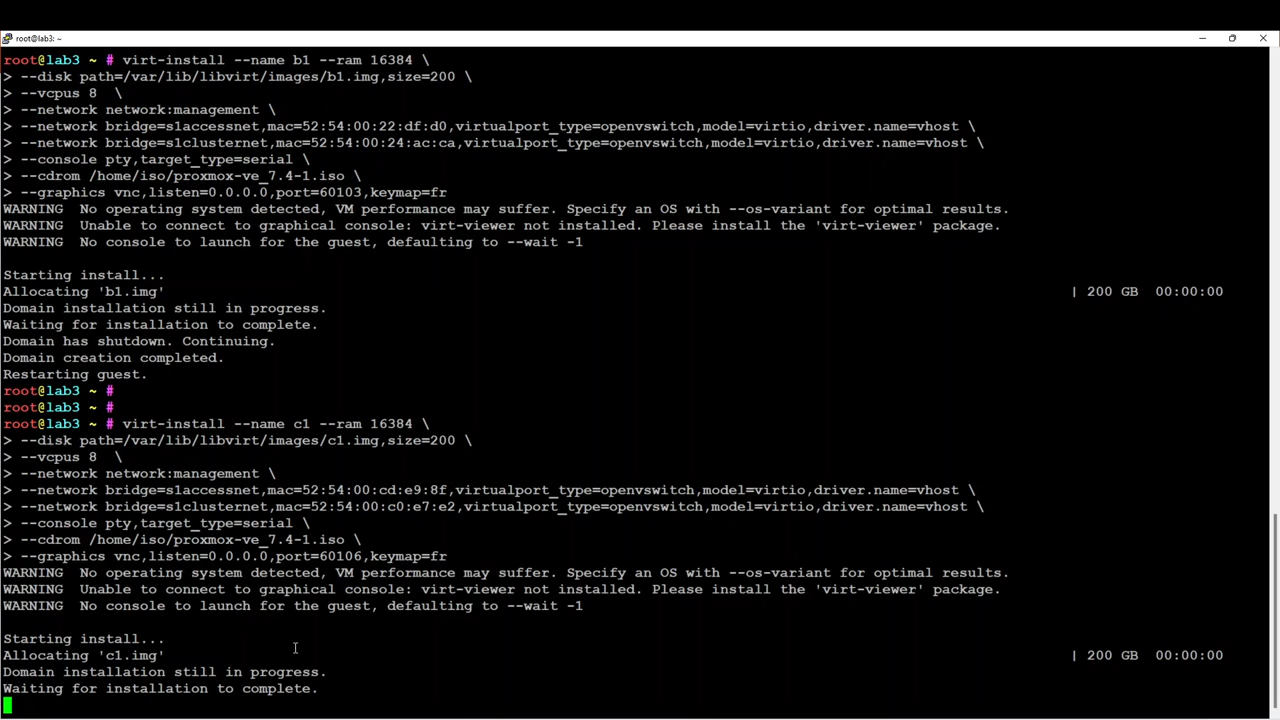 root@lab3: ~
root@lab3 ~ # virt-install --name b1 --ram 16384 \
> --disk path=/var/lib/libvirt/images/b1.img,size=200 \
> --vcpus 8  \
> --network network:management \
> --network bridge=s1accessnet,mac=52:54:00:22:df:d0,virtualport_type=openvswitch,model=virtio,driver.name=vhost \
> --network bridge=s1clusternet,mac=52:54:00:24:ac:ca,virtualport_type=openvswitch,model=virtio,driver.name=vhost \
> --console pty,target_type=serial \
> --cdrom /home/iso/proxmox-ve_7.4-1.iso \
> --graphics vnc,listen=0.0.0.0,port=60103,keymap=fr
WARNING  No operating system detected, VM performance may suffer. Specify an OS with --os-variant for optimal results.
WARNING  Unable to connect to graphical console: virt-viewer not installed. Please install the 'virt-viewer' package.
WARNING  No console to launch for the guest, defaulting to --wait -1
Starting install...
Allocating 'b1.img' | 200 GB  00:00:00
Domain installation still in progress.
Waiting for installation to complete.
Domain has shutdown. Continuing.
Domain creation completed.
Restarting guest.
root@lab3 ~ #
root@lab3 ~ #
root@lab3 ~ # virt-install --name c1 --ram 16384 \
> --disk path=/var/lib/libvirt/images/c1.img,size=200 \
> --vcpus 8  \
> --network network:management \
> --network bridge=s1accessnet,mac=52:54:00:cd:e9:8f,virtualport_type=openvswitch,model=virtio,driver.name=vhost \
> --network bridge=s1clusternet,mac=52:54:00:c0:e7:e2,virtualport_type=openvswitch,model=virtio,driver.name=vhost \
> --console pty,target_type=serial \
> --cdrom /home/iso/proxmox-ve_7.4-1.iso \
> --graphics vnc,listen=0.0.0.0,port=60106,keymap=fr
WARNING  No operating system detected, VM performance may suffer. Specify an OS with --os-variant for optimal results.
WARNING  Unable to connect to graphical console: virt-viewer not installed. Please install the 'virt-viewer' package.
WARNING  No console to launch for the guest, defaulting to --wait -1
Starting install...
Allocating 'c1.img' | 200 GB  00:00:00
Domain installation still in progress.
Waiting for installation to complete.